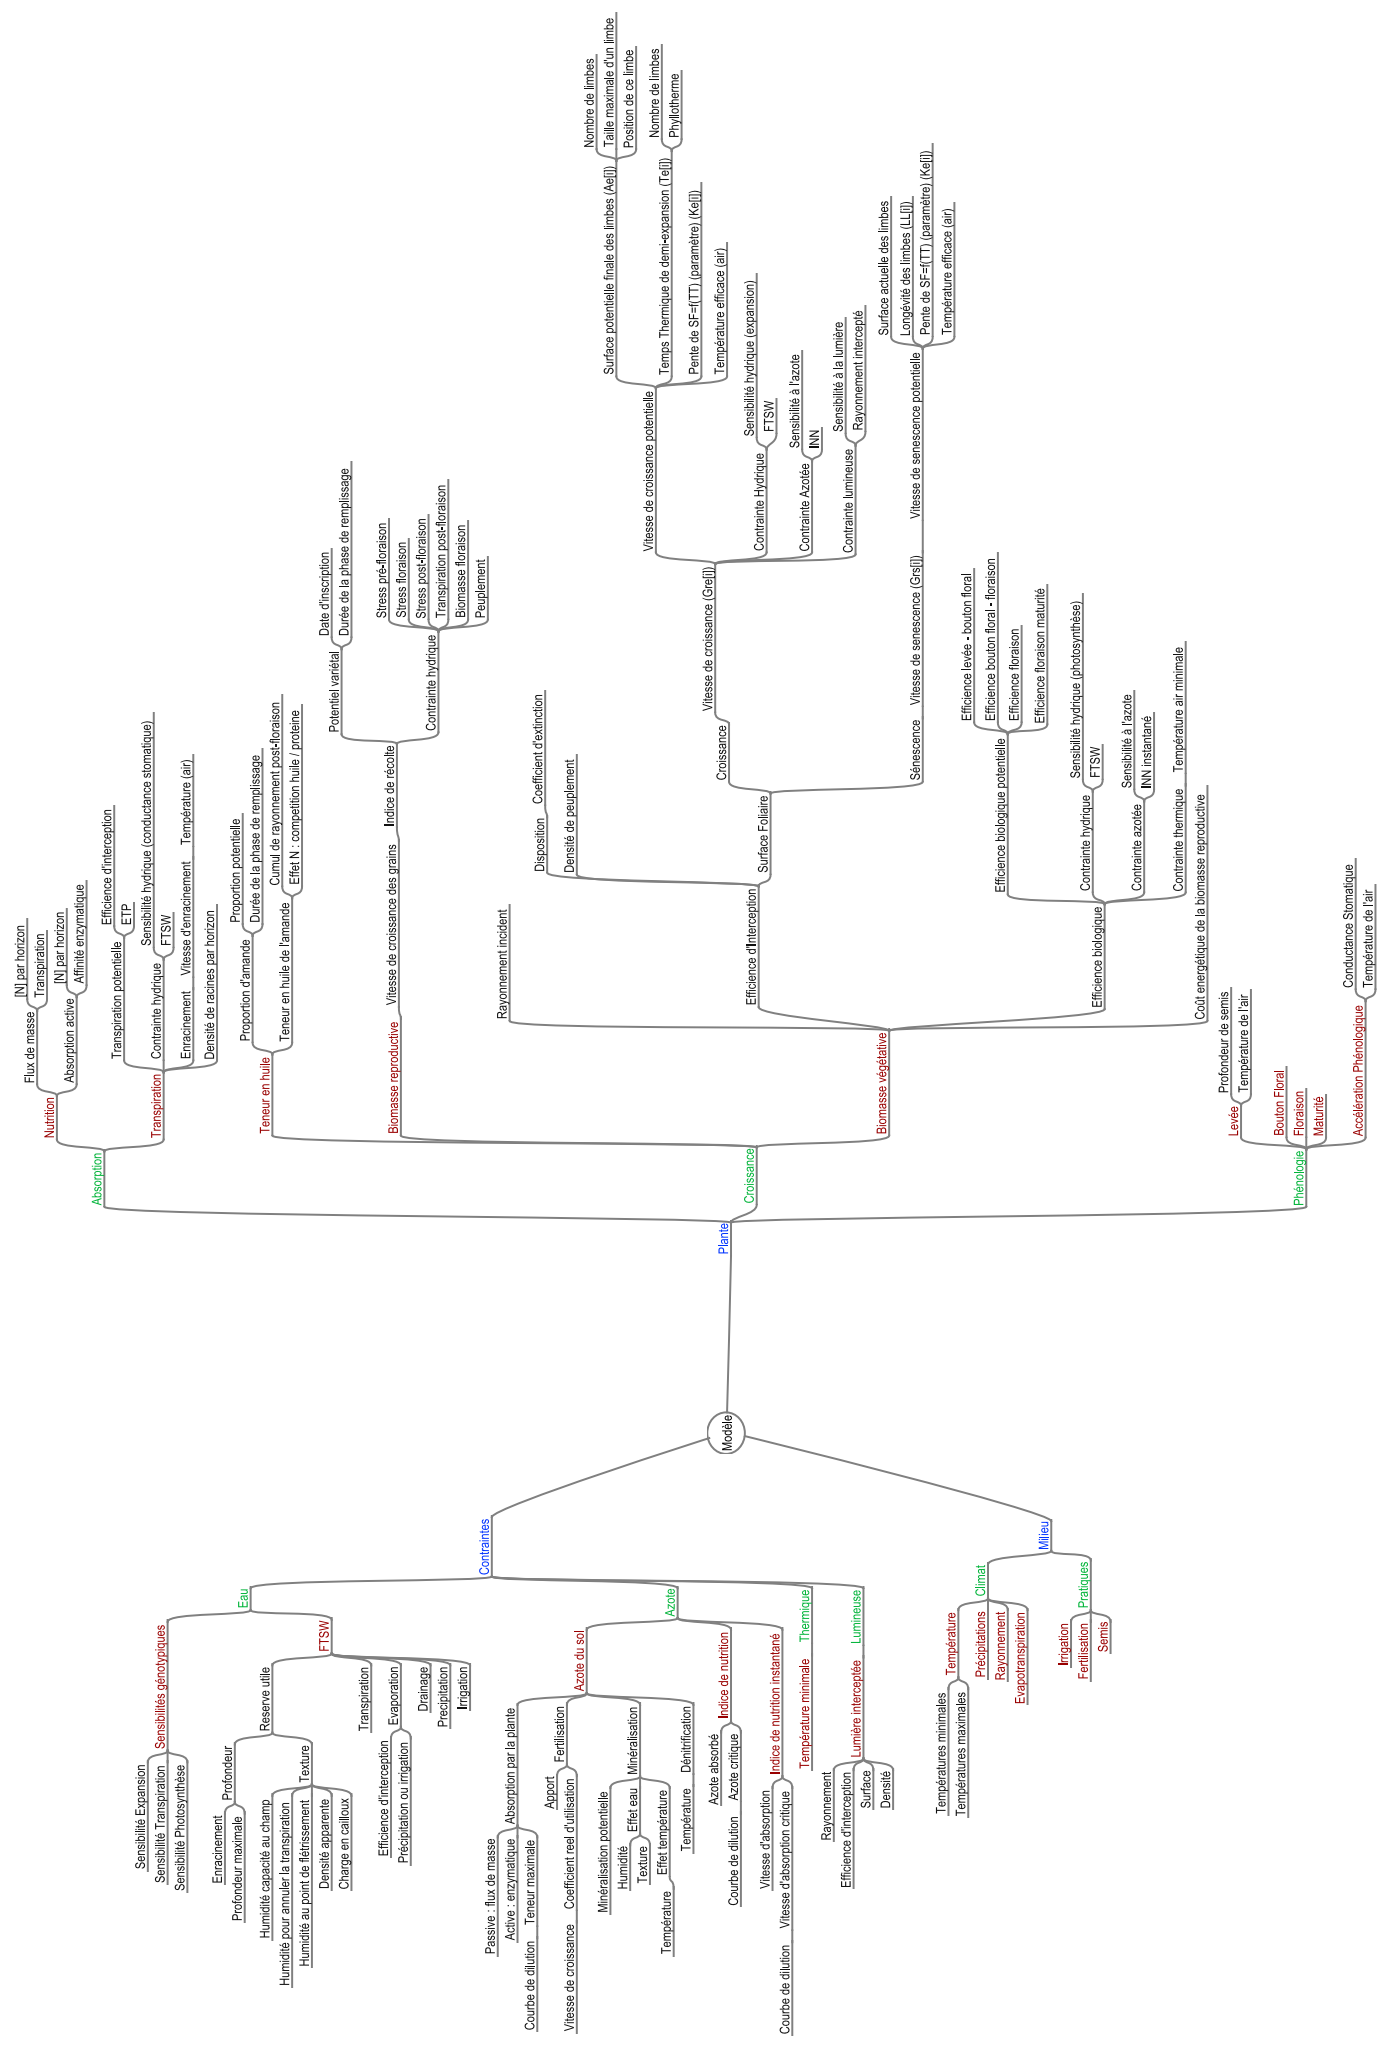 Modèle
Plante
Absorption
Nutrition
Flux de masse
[N] par horizon
Transpiration
Absorption active
[N] par horizon
Affinité enzymatique
Transpiration
Transpiration potentielle
Efficience d'interception
ETP
Contrainte hydrique
Sensibilité hydrique (conductance stomatique)
FTSW
Enracinement
Vitesse d'enracinement
Température (air)
Densité de racines par horizon
Croissance
Teneur en huile
Proportion d'amande
Proportion potentielle
Durée de la phase de remplissage
Teneur en huile de l'amande
Cumul de rayonnement post-floraison
Effet N : competition huile / proteine
Biomasse reproductive
Vitesse de croissance des grains
Indice de récolte
Potentiel variétal
Date d'inscription
Durée de la phase de remplissage
Contrainte hydrique
Stress pré-floraison
Stress floraison
Stress post-floraison
Transpiration post-floraison
Biomasse floraison
Peuplement
Biomasse végétative
Rayonnement incident
Efficience d'Interception
Disposition
Coefficient d'extinction
Densité de peuplement
Surface Foliaire
Croissance
Vitesse de croissance (Gre[i])
Vitesse de croissance potentielle
Surface potentielle finale des limbes (Ae[i])
Nombre de limbes
Taille maximale d'un limbe
Position de ce limbe
Temps Thermique de demi-expansion (Te[i])
Nombre de limbes
Phyllotherme
Pente de SF=f(TT) (paramètre) (Ke[i])
Température efficace (air)
Contrainte Hydrique
Sensibilité hydrique (expansion)
FTSW
Contrainte Azotée
Sensibilité à l'azote
INN
Contrainte lumineuse
Sensibilité à la lumière
Rayonnement intercepté
Sénescence
Vitesse de senescence (Grs[i])
Vitesse de senescence potentielle
Surface actuelle des limbes
Longévité des limbes (LL[i])
Pente de SF=f(TT) (paramètre) (Ke[i])
Température efficace (air)
Efficience biologique
Efficience biologique potentielle
Efficience levée - bouton floral
Efficience bouton floral - floraison
Efficience floraison
Efficience floraison maturité
Contrainte hydrique
Sensibilité hydrique (photosynthèse)
FTSW
Contrainte azotée
Sensibilité à l'azote
INN instantané
Contrainte thermique
Température air minimale
Coût energétique de la biomasse reproductive
Phénologie
Levée
Profondeur de semis
Température de l'air
Bouton Floral
Floraison
Maturité
Accélération Phénologique
Conductance Stomatique
Température de l'air
Contraintes
Eau
Sensibilités génotypiques
Sensibilité Expansion
Sensibilité Transpiration
Sensibilité Photosynthèse
FTSW
Reserve utile
Profondeur
Enracinement
Profondeur maximale
Texture
Humidité capacité au champ
Humidité pour annuler la transpiration
Humidité au point de flétrissement
Densité apparente
Charge en cailloux
Transpiration
Evaporation
Efficience d'interception
Précipitation ou irrigation
Drainage
Precipitation
Irrigation
Azote
Azote du sol
Absorption par la plante
Passive : flux de masse
Active : enzymatique
Teneur maximale
Courbe de dilution
Fertilisation
Apport
Coefficient reel d'utilisation
Vitesse de croissance
Minéralisation
Minéralisation potentielle
Effet eau
Humidité
Texture
Effet température
Température
Dénitrification
Température
Indice de nutrition
Azote absorbé
Azote critique
Courbe de dilution
Indice de nutrition instantané
Vitesse d'absorption
Vitesse d'absorption critique
Courbe de dilution
Thermique
Température minimale
Lumineuse
Lumière interceptée
Rayonnement
Efficience d'interception
Surface
Densité
Milieu
Climat
Température
Températures minimales
Températures maximales
Précipitations
Rayonnement
Evapotranspiration
Pratiques
Irrigation
Fertilisation
Semis